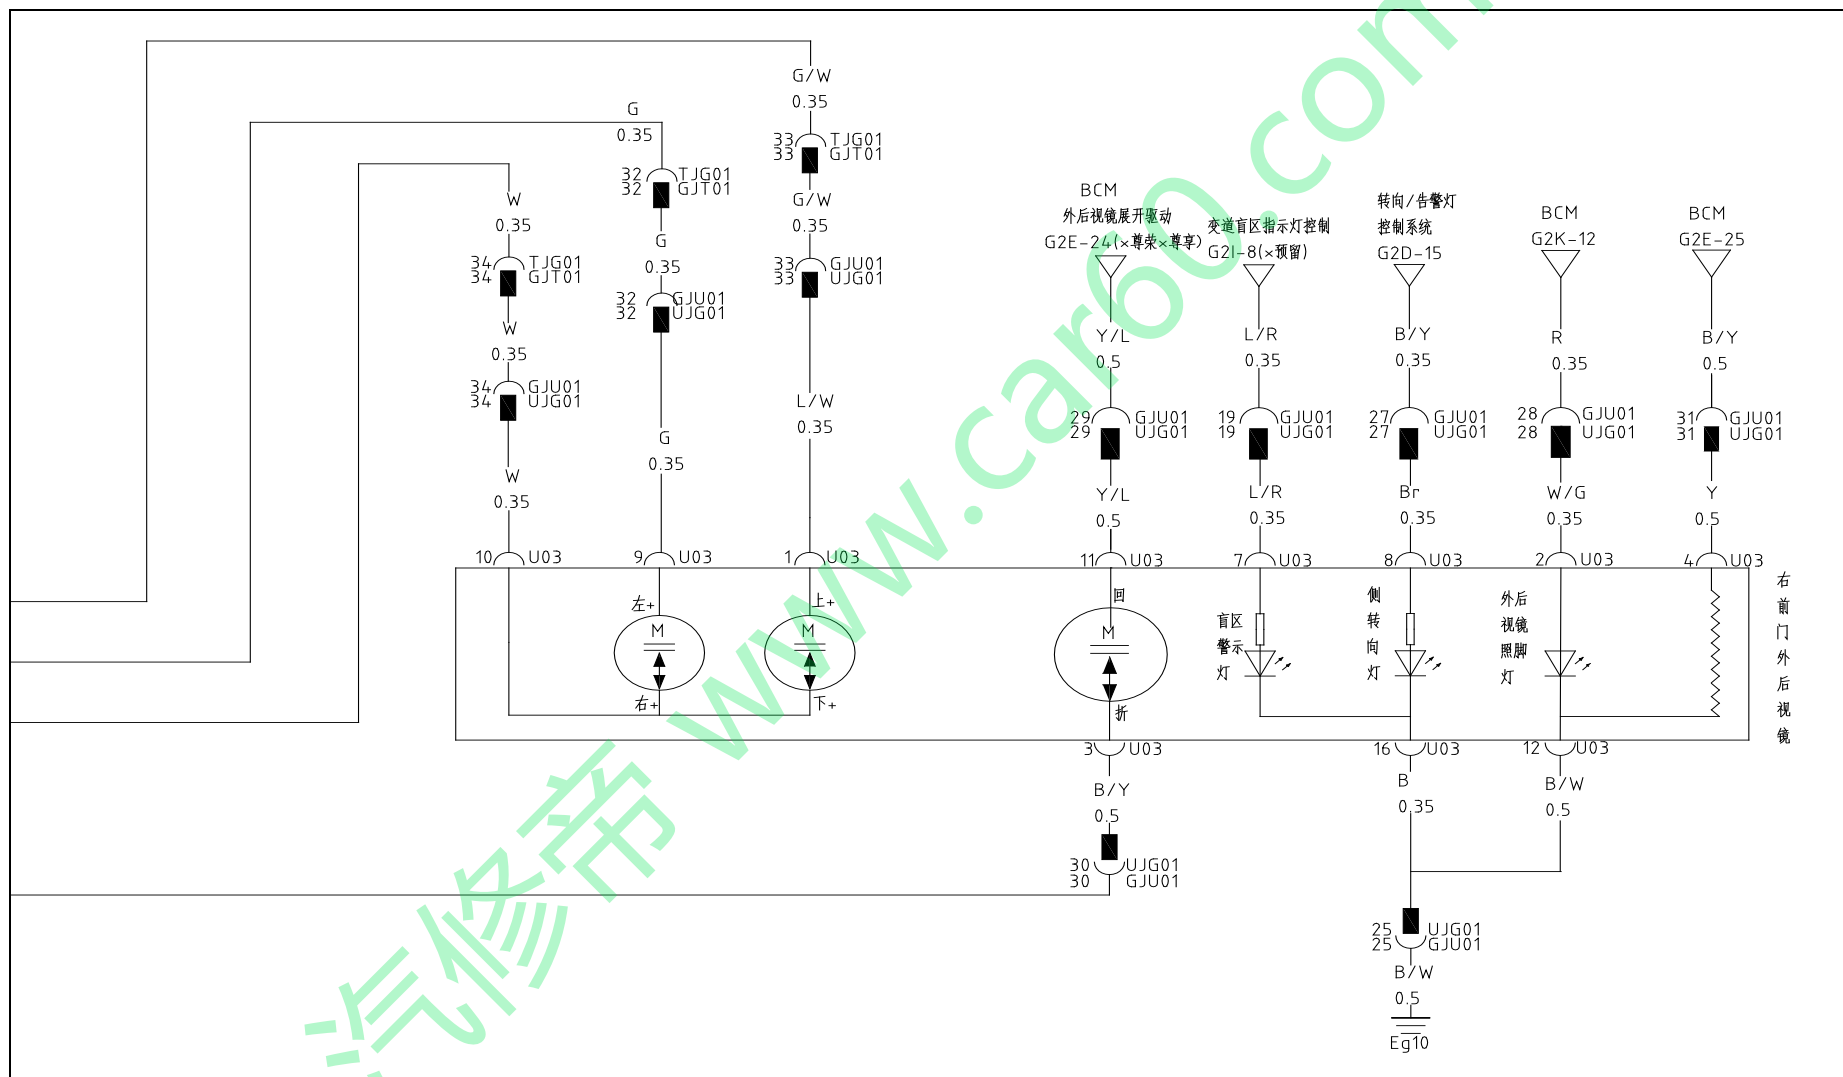 G/W
0.35
33 TJG01
33 GJT01
G/W
0.35
33 GJU01
33 UJG01
L/W
0.35
1 U03
G
0.35
32 TJG01
32 GJT01
G
0.35
32 GJU01
32 UJG01
G
0.35
9 U03
W
0.35
34 TJG01
34 GJT01
W
0.35
34 GJU01
34 UJG01
W
0.35
10 U03
BCM
外后视镜展开驱动
G2E-24(×尊荣×尊享)
Y/L
0.5
29 GJU01
29 UJG01
Y/L
0.5
11 U03
变道盲区指示灯控制
G2I-8(×预留)
L/R
0.35
19 GJU01
19 UJG01
L/R
0.35
7 U03
转向/告警灯
控制系统
G2D-15
B/Y
0.35
27 GJU01
27 UJG01
Br
0.35
8 U03
BCM
G2K-12
R
0.35
28 GJU01
28 UJG01
W/G
0.35
2 U03
BCM
G2E-25
B/Y
0.5
31 GJU01
31 UJG01
Y
0.5
4 U03
左+
M
右+
上+
M
下+
回
M
折
盲区
警示
灯
侧
转
向
灯
外后
视镜
照脚
灯
右
前
门
外
后
视
镜
3 U03
B/Y
0.5
30 UJG01
30 GJU01
16 U03
B
0.35
12 U03
B/W
0.5
25 UJG01
25 GJU01
B/W
0.5
Eg10
汽修帝 www.car60.com